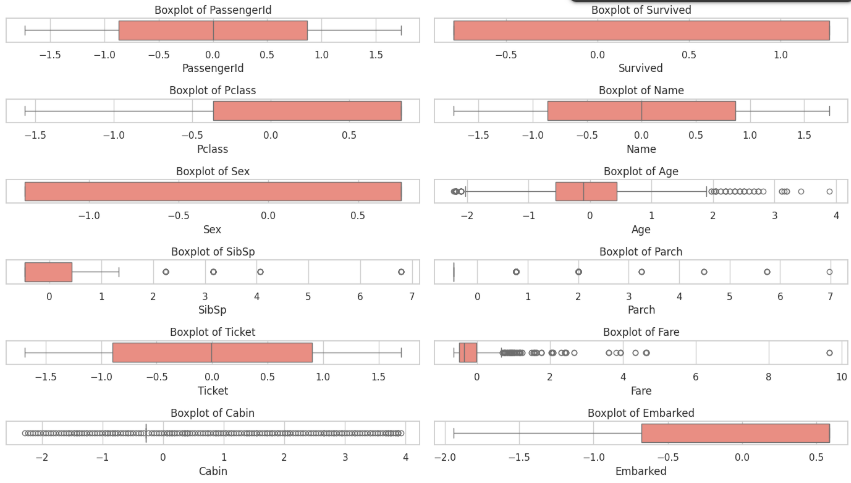 Boxplot of PassengerId
−1.5 −1.0 −0.5 0.0 0.5 1.0 1.5
PassengerId
Boxplot of Survived
−0.5 0.0 0.5 1.0
Survived
Boxplot of Pclass
−1.5 −1.0 −0.5 0.0 0.5
Pclass
Boxplot of Name
−1.5 −1.0 −0.5 0.0 0.5 1.0 1.5
Name
Boxplot of Sex
−1.0 −0.5 0.0 0.5
Sex
Boxplot of Age
−2 −1 0 1 2 3 4
Age
Boxplot of SibSp
0 1 2 3 4 5 6 7
SibSp
Boxplot of Parch
0 1 2 3 4 5 6 7
Parch
Boxplot of Ticket
−1.5 −1.0 −0.5 0.0 0.5 1.0 1.5
Ticket
Boxplot of Fare
0 2 4 6 8 10
Fare
Boxplot of Cabin
−2 −1 0 1 2 3 4
Cabin
Boxplot of Embarked
−2.0 −1.5 −1.0 −0.5 0.0 0.5
Embarked